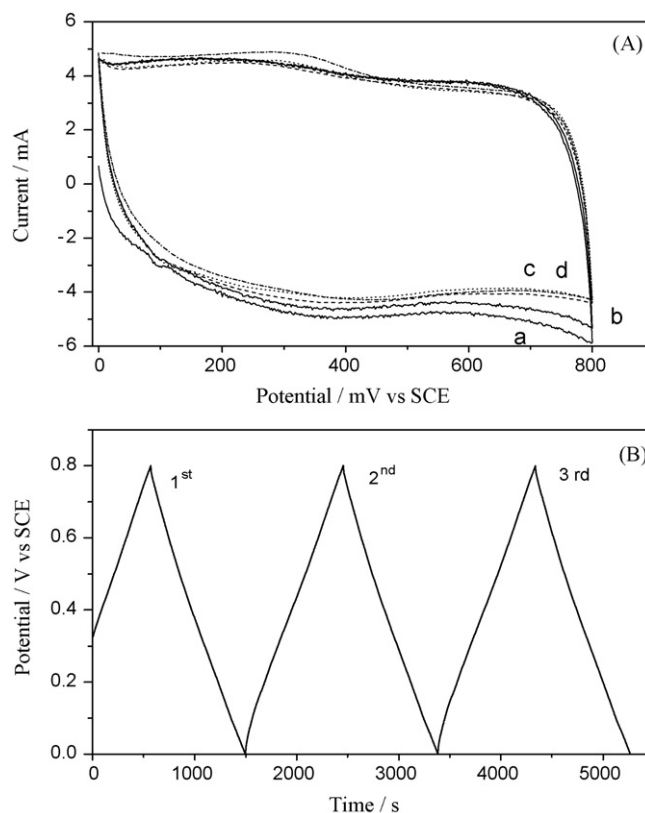 (A)
6
4
2
0
-2
-4
-6
Current / mA
c d
b
a
0 200 400 600 800
Potential / mV vs SCE
(B)
0.8
0.6
0.4
0.2
0.0
Potential / V vs SCE
1st 2nd 3 rd
0 1000 2000 3000 4000 5000
Time / s